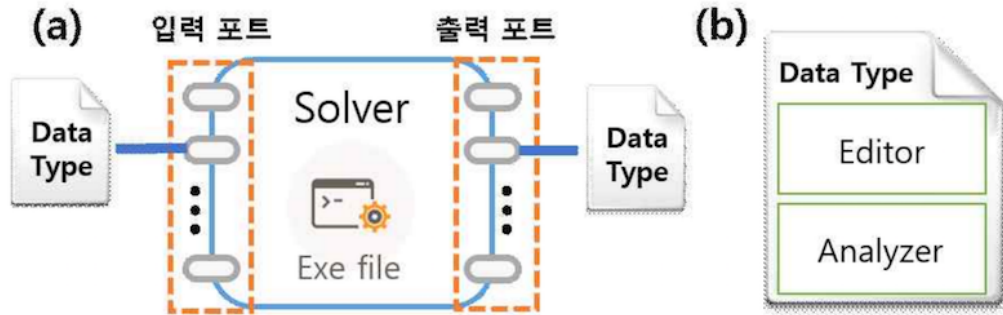 (a)
입력 포트
출력 포트
(b)
Data
Type
Solver
>-
Exe file
Data
Type
Data Type
Editor
Analyzer